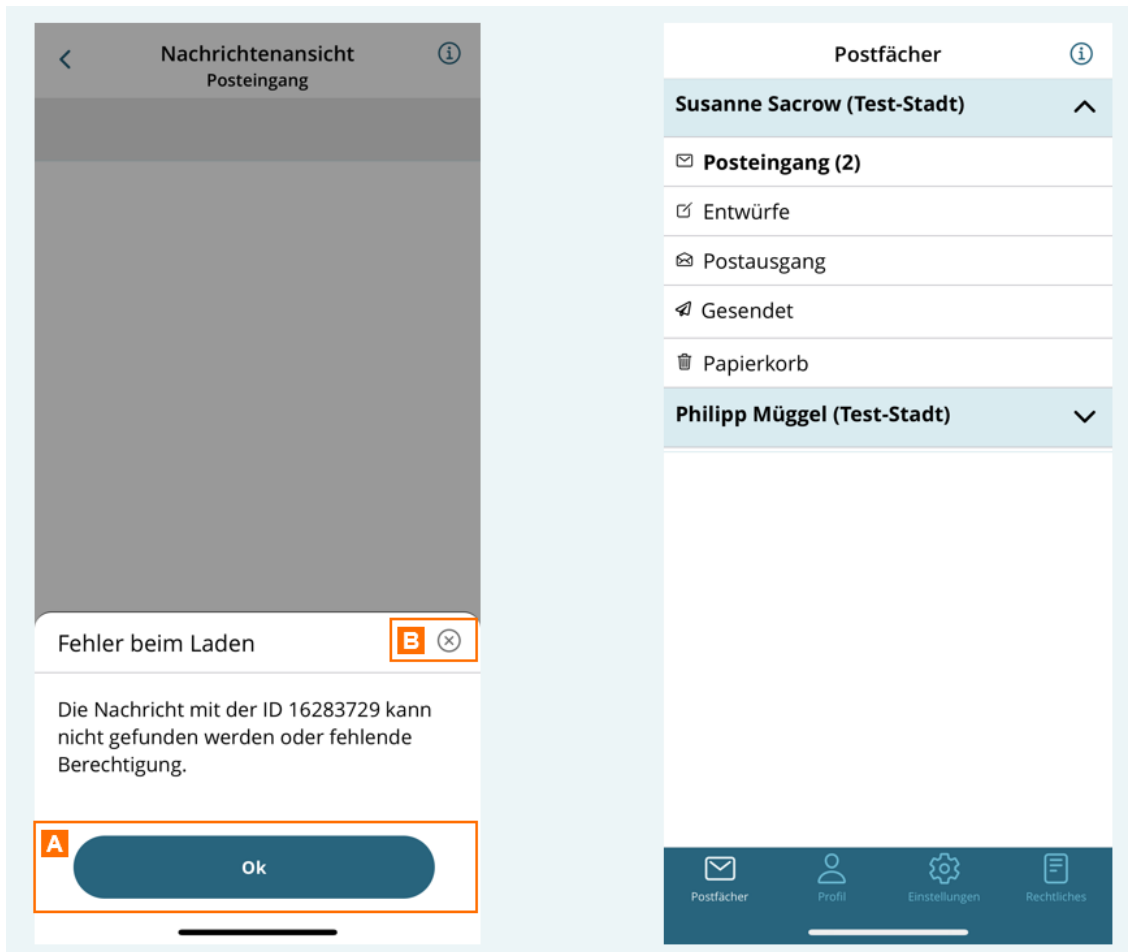 Nachrichtenansicht
Posteingang
Fehler beim Laden
B
Die Nachricht mit der ID 16283729 kann
nicht gefunden werden oder fehlende
Berechtigung.
A
Ok
Postfächer
Susanne Sacrow (Test-Stadt)
Posteingang (2)
Entwürfe
Postausgang
Gesendet
Papierkorb
Philipp Müggel (Test-Stadt)
Postfächer
Profil
Einstellungen
Rechtliches